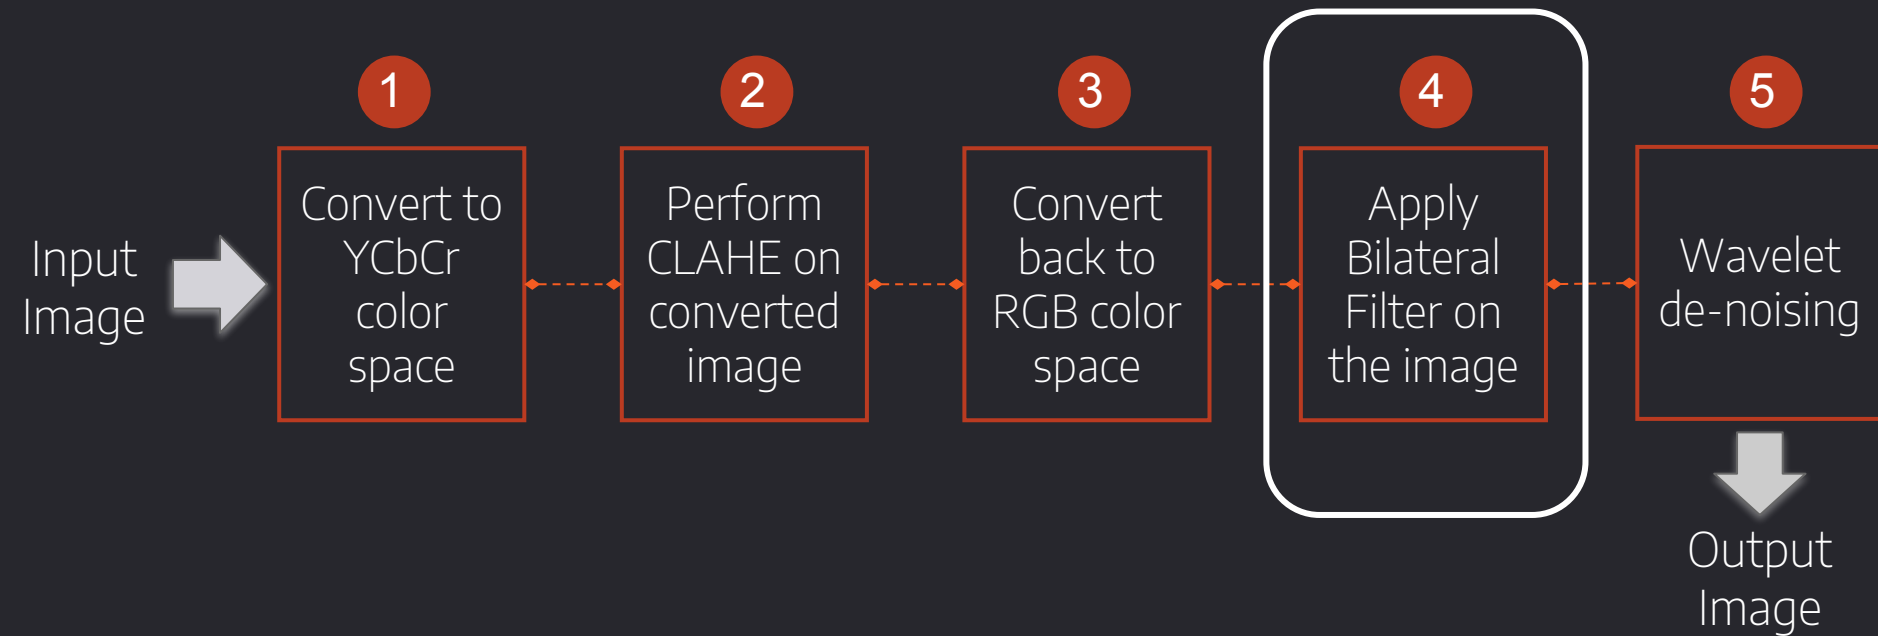 Input
Image
1
Convert to
YCbCr
color
space
2
Perform
CLAHE on
converted
image
3
Convert
back to
RGB color
space
4
Apply
Bilateral
Filter on
the image
5
Wavelet
de-noising
Output
Image